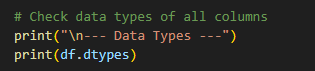 # Check data types of all columns
print("\n--- Data Types ---")
print(df.dtypes)